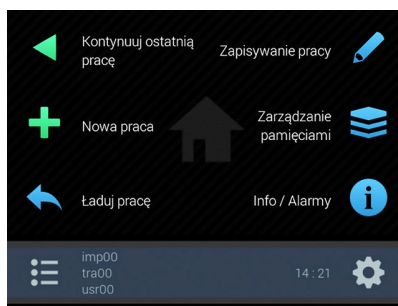 Kontynuuj ostatnią
pracę
Zapisywanie pracy
Nowa praca
Zarządzanie
pamięciami
Ładuj pracę
Info / Alarmy
imp00
tra00
14 : 21
usr00